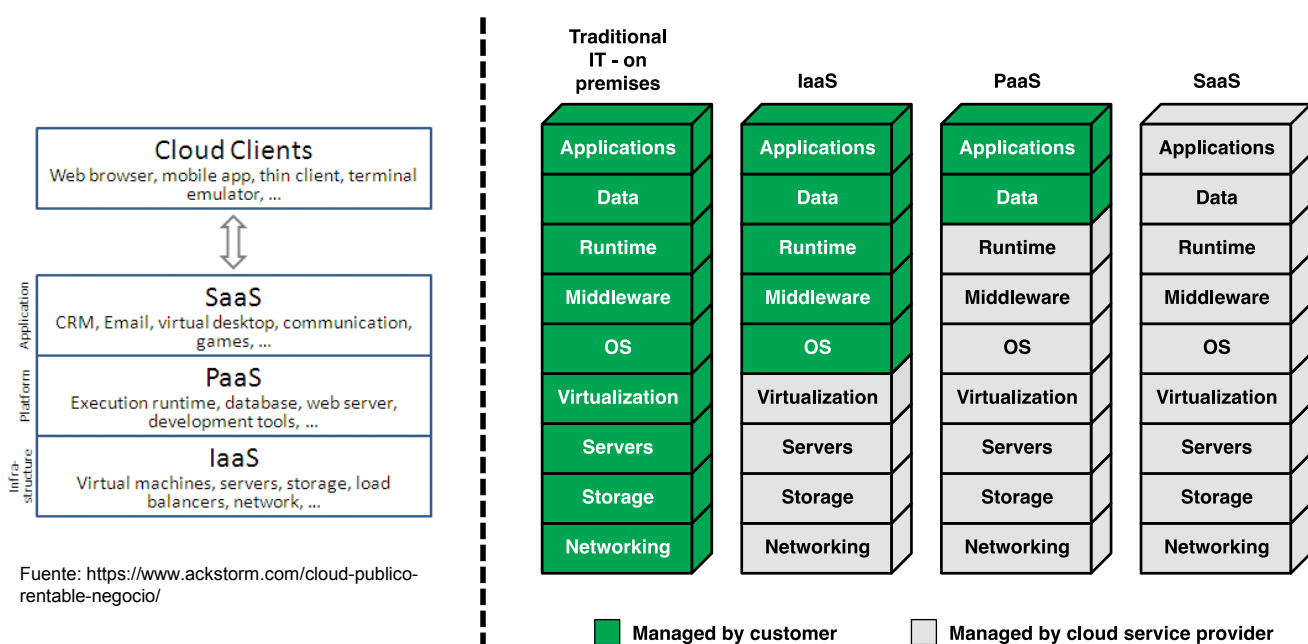 Cloud Clients
Web browser, mobile app, thin client, terminal
emulator, ...
Application
SaaS
CRM, Email, virtual desktop, communication,
games, ...
Platform
PaaS
Execution runtime, database, web server,
development tools, ...
Infra-
structure
IaaS
Virtual machines, servers, storage, load
balancers, network, ...
Fuente: https://www.ackstorm.com/cloud-publico-
rentable-negocio/
Traditional
IT - on
premises
Applications
Data
Runtime
Middleware
OS
Virtualization
Servers
Storage
Networking
IaaS
Applications
Data
Runtime
Middleware
OS
Virtualization
Servers
Storage
Networking
PaaS
Applications
Data
Runtime
Middleware
OS
Virtualization
Servers
Storage
Networking
SaaS
Applications
Data
Runtime
Middleware
OS
Virtualization
Servers
Storage
Networking
Managed by customer
Managed by cloud service provider